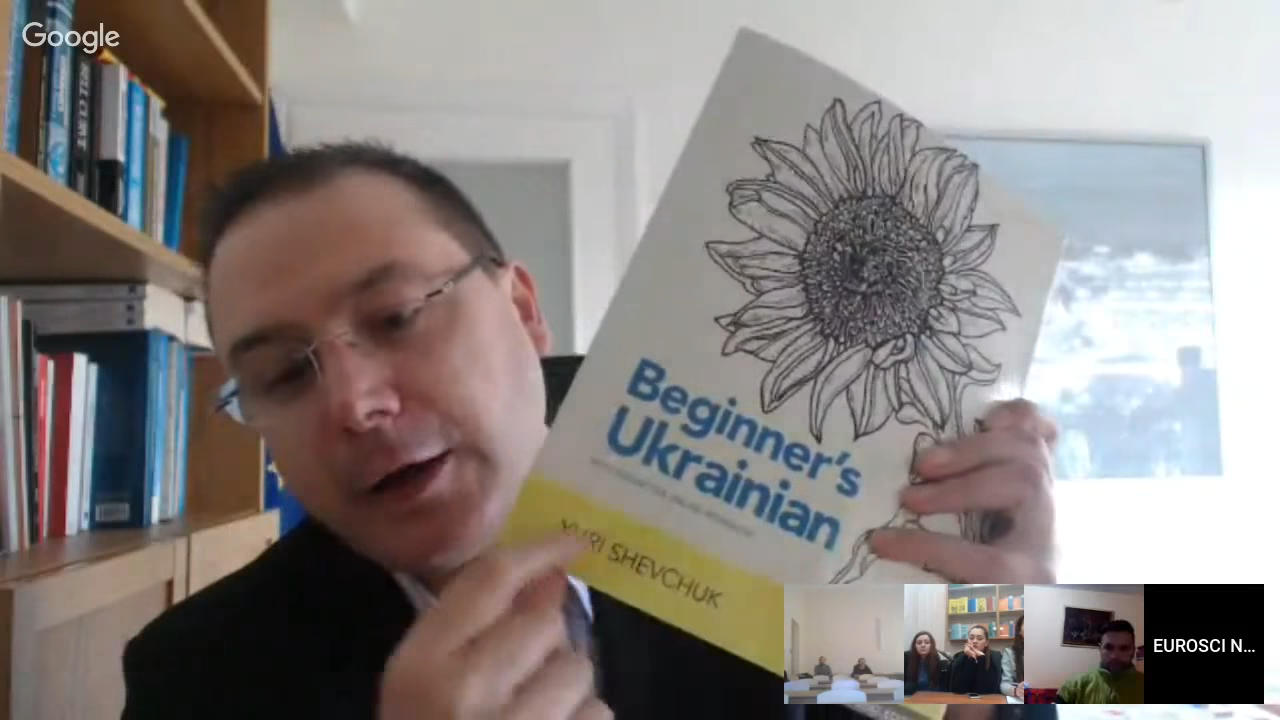 Google
Beginner's
Ukrainian
YURI SHEVCHUK
EUROSCI N...